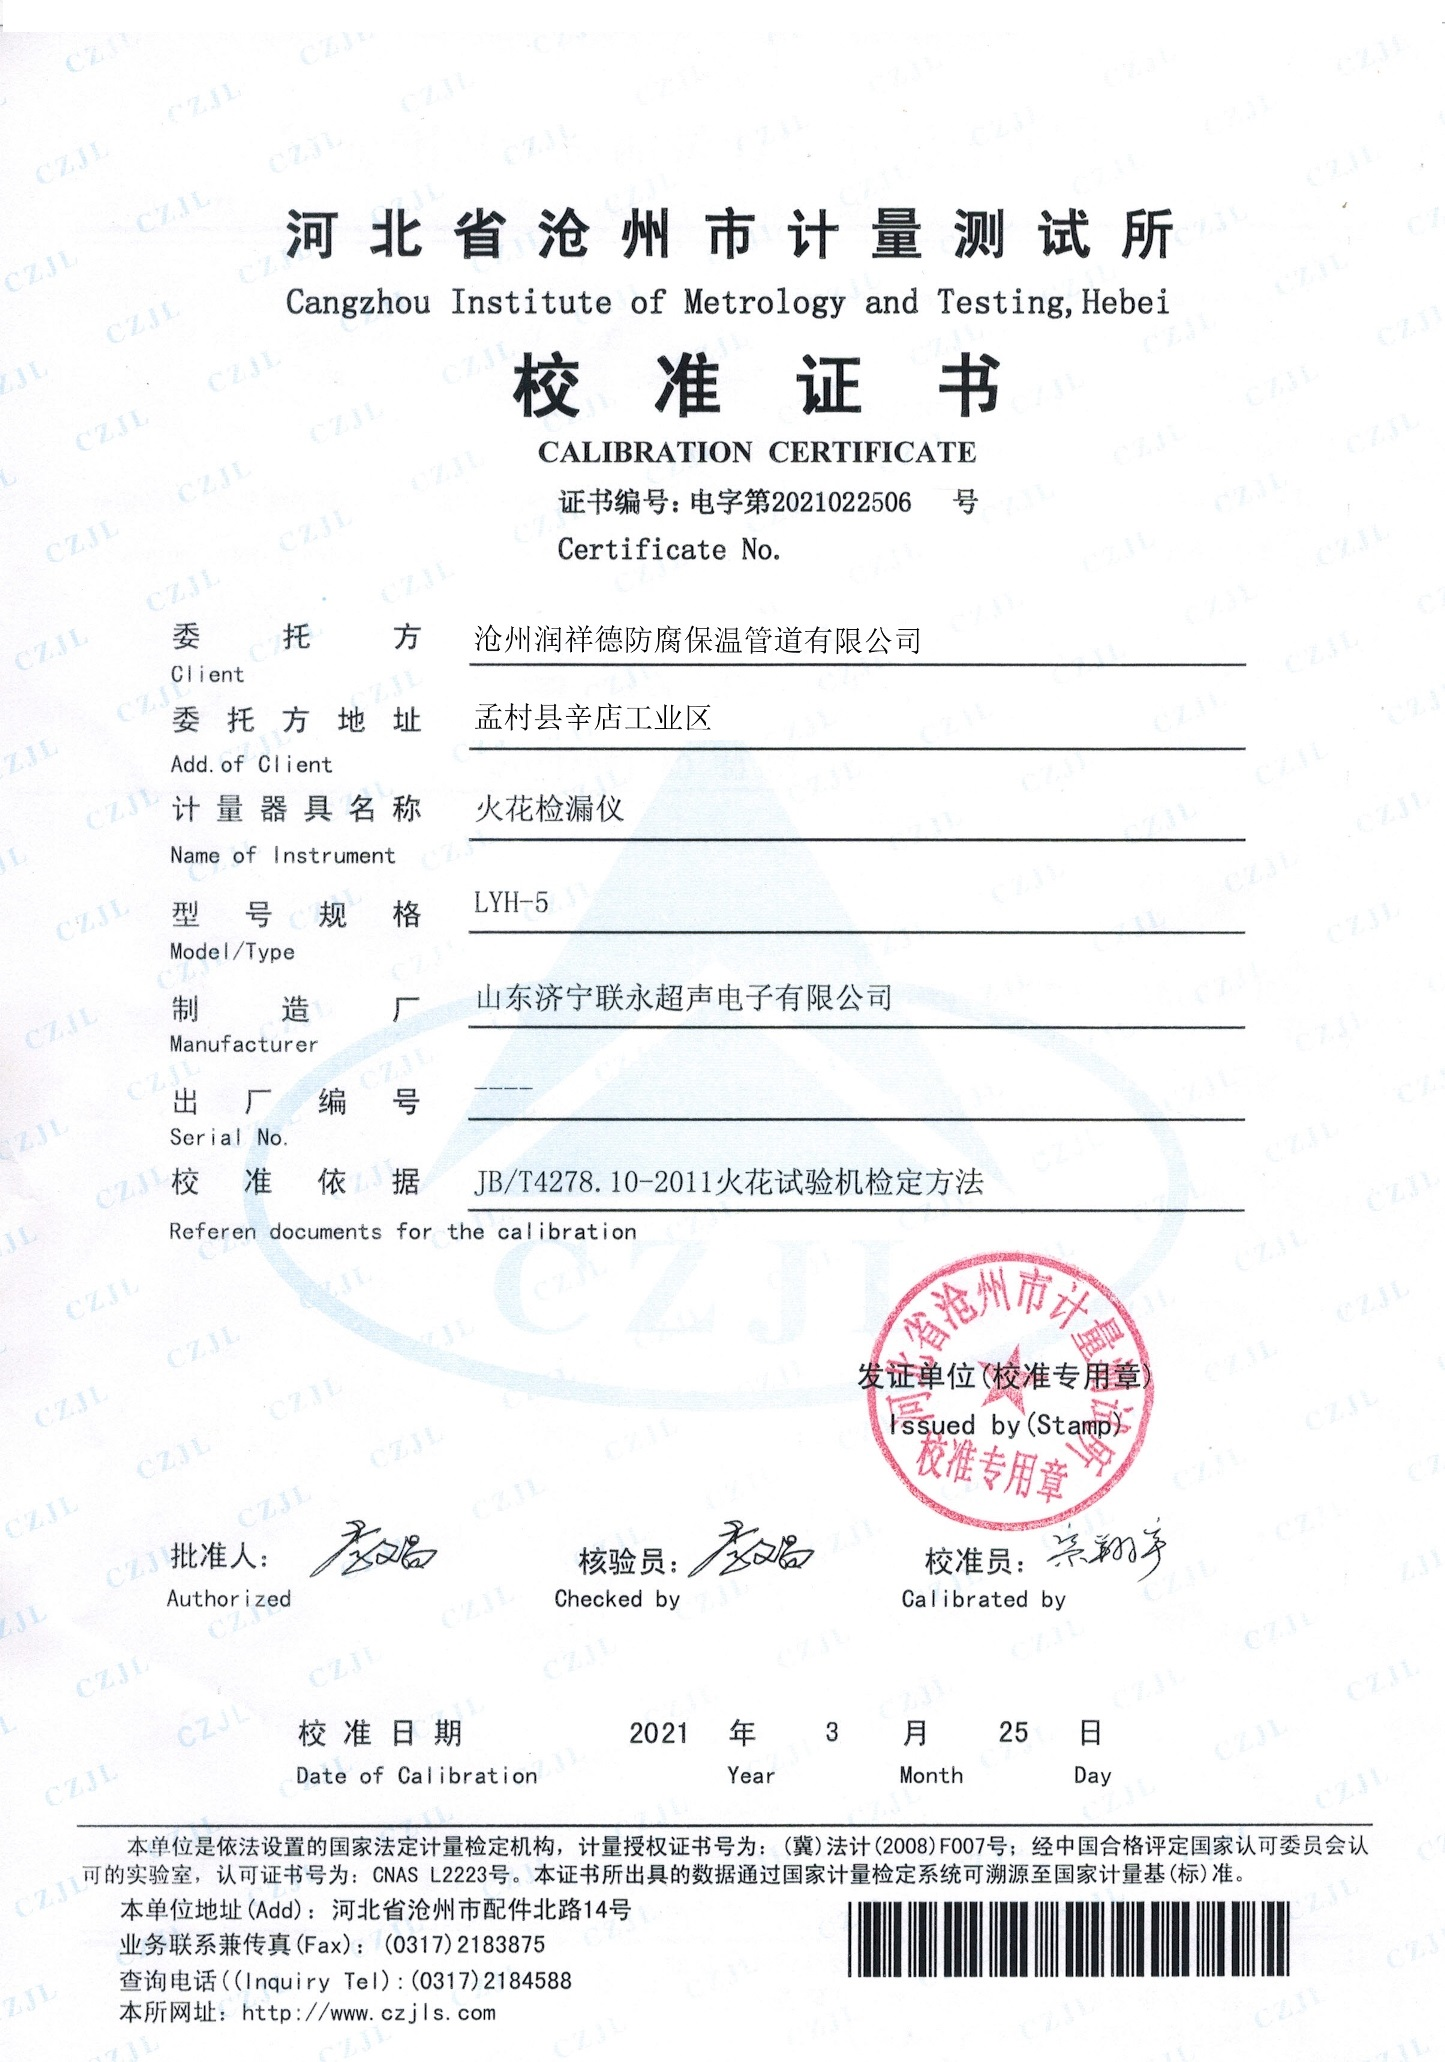 河北省沧州市计量测试所
Cangzhou Institute of Metrology and Testing,Hebei
校准证书
CALIBRATION CERTIFICATE
证书编号:电字第2021022506 号
Certificate No.
委托方 沧州润祥德防腐保温管道有限公司
Client
委托方地址 孟村县辛店工业区
Add.of Client
计量器具名称 火花检漏仪
Name of Instrument
型号规格 LYH-5
Model/Type
制造厂 山东济宁联永超声电子有限公司
Manufacturer
出厂编号 ----
Serial No.
校准依据 JB/T4278.10-2011火花试验机检定方法
Referen documents for the calibration
CZJL
河北省沧州市计量测试所
发证单位(校准专用章)
Issued by(Stamp)
校准专用章
批准人: 核验员: 校准员:
Authorized Checked by Calibrated by
校准日期 2021 年 3 月 25 日
Date of Calibration Year Month Day
本单位是依法设置的国家法定计量检定机构，计量授权证书号为：(冀)法计(2008)F007号；经中国合格评定国家认可委员会认
可的实验室，认可证书号为：CNAS L2223号。本证书所出具的数据通过国家计量检定系统可溯源至国家计量基(标)准。
本单位地址(Add)：河北省沧州市配件北路14号
业务联系兼传真(Fax)：(0317)2183875
查询电话((Inquiry Tel):(0317)2184588
本所网址：http://www.czjls.com